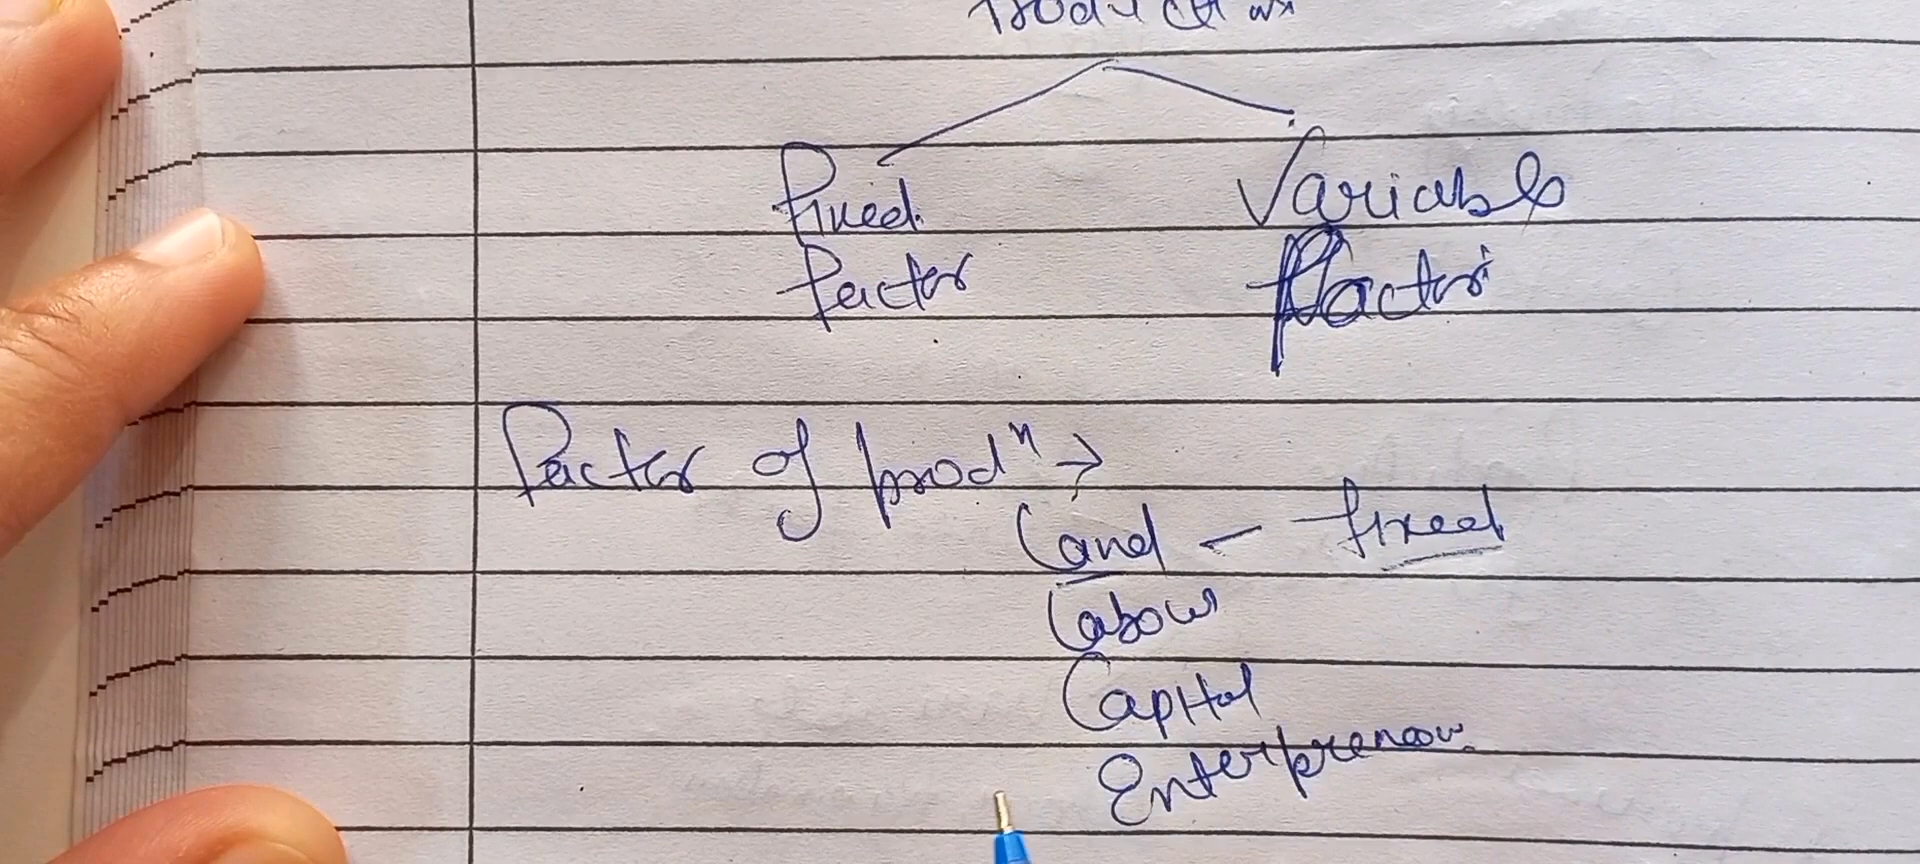 Fixed Variable
Factor Factor
Factor of prodⁿ →
Land - fixed
Labour
Capital
Enterpreneour.